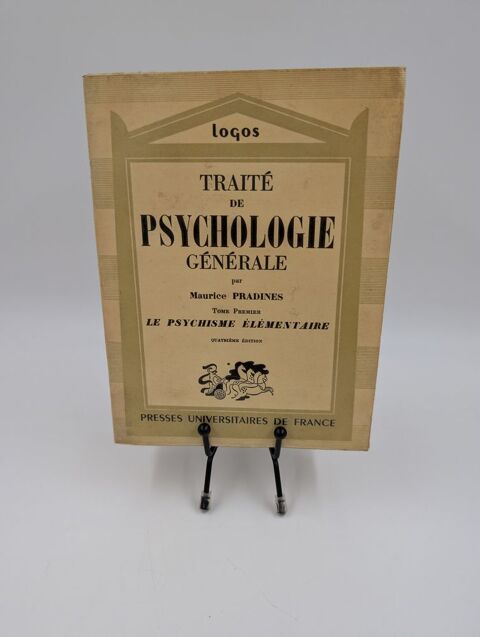 logos
TRAITÉ
DE
PSYCHOLOGIE
GÉNÉRALE
par
Maurice PRADINES
TOME PREMIER
LE PSYCHISME ÉLÉMENTAIRE
QUATRIÈME ÉDITION
PRESSES UNIVERSITAIRES DE FRANCE